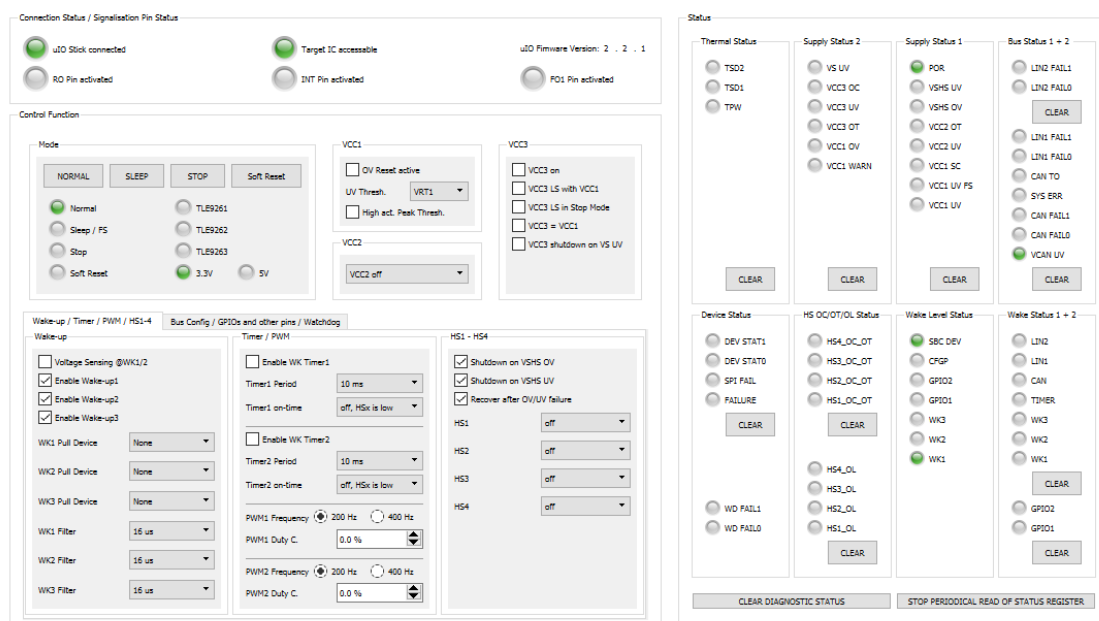 Connection Status / Signalisation Pin Status
uIO Stick connected
Target IC accessable
uIO Firmware Version: 2 . 2 . 1
RO Pin activated
INT Pin activated
FO1 Pin activated
Control Function
Mode
NORMAL
SLEEP
STOP
Soft Reset
Normal
TLE9261
Sleep / FS
TLE9262
Stop
TLE9263
Soft Reset
3.3V
5V
VCC1
OV Reset active
UV Thresh.
VRT1
High act. Peak Thresh.
VCC2
VCC2 off
VCC3
VCC3 on
VCC3 LS with VCC1
VCC3 LS in Stop Mode
VCC3 = VCC1
VCC3 shutdown on VS UV
Wake-up / Timer / PWM / HS1-4
Bus Config / GPIOs and other pins / Watchdog
Wake-up
Voltage Sensing @WK1/2
Enable Wake-up1
Enable Wake-up2
Enable Wake-up3
WK1 Pull Device
None
WK2 Pull Device
None
WK3 Pull Device
None
WK1 Filter
16 us
WK2 Filter
16 us
WK3 Filter
16 us
Timer / PWM
Enable WK Timer1
Timer1 Period
10 ms
Timer1 on-time
off, HSx is low
Enable WK Timer2
Timer2 Period
10 ms
Timer2 on-time
off, HSx is low
PWM1 Frequency
200 Hz
400 Hz
PWM1 Duty C.
0.0 %
PWM2 Frequency
200 Hz
400 Hz
PWM2 Duty C.
0.0 %
HS1 - HS4
Shutdown on VSHS OV
Shutdown on VSHS UV
Recover after OV/UV failure
HS1
off
HS2
off
HS3
off
HS4
off
Status
Thermal Status
TSD2
TSD1
TPW
CLEAR
Supply Status 2
VS UV
VCC3 OC
VCC3 UV
VCC3 OT
VCC1 OV
VCC1 WARN
CLEAR
Supply Status 1
POR
VSHS UV
VSHS OV
VCC2 OT
VCC2 UV
VCC1 SC
VCC1 UV FS
VCC1 UV
CLEAR
Bus Status 1 + 2
LIN2 FAIL1
LIN2 FAIL0
CLEAR
LIN1 FAIL1
LIN1 FAIL0
CAN TO
SYS ERR
CAN FAIL1
CAN FAIL0
VCAN UV
CLEAR
Device Status
DEV STAT1
DEV STAT0
SPI FAIL
FAILURE
CLEAR
WD FAIL1
WD FAIL0
HS OC/OT/OL Status
HS4_OC_OT
HS3_OC_OT
HS2_OC_OT
HS1_OC_OT
CLEAR
HS4_OL
HS3_OL
HS2_OL
HS1_OL
CLEAR
Wake Level Status
SBC DEV
CFGP
GPIO2
GPIO1
WK3
WK2
WK1
Wake Status 1 + 2
LIN2
LIN1
CAN
TIMER
WK3
WK2
WK1
CLEAR
GPIO2
GPIO1
CLEAR
CLEAR DIAGNOSTIC STATUS
STOP PERIODICAL READ OF STATUS REGISTER